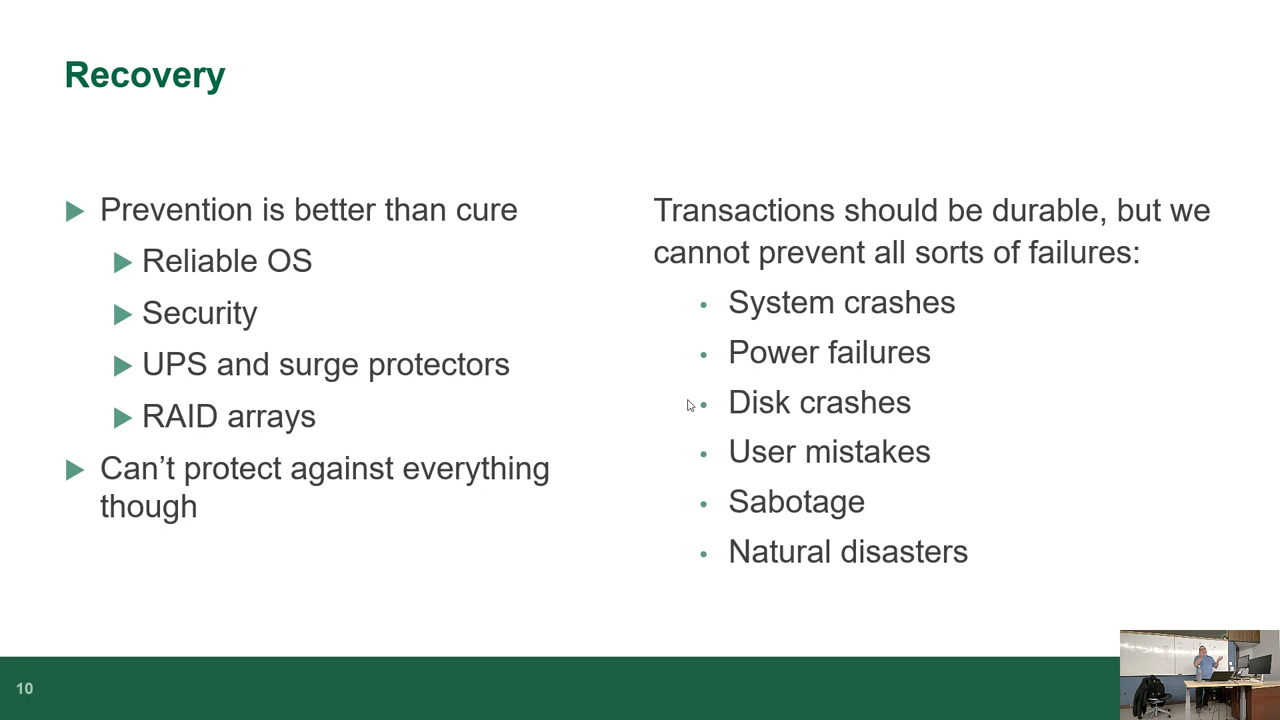 Recovery
Prevention is better than cure
Reliable OS
Security
UPS and surge protectors
RAID arrays
Can’t protect against everything
though
Transactions should be durable, but we
cannot prevent all sorts of failures:
System crashes
Power failures
Disk crashes
User mistakes
Sabotage
Natural disasters
10